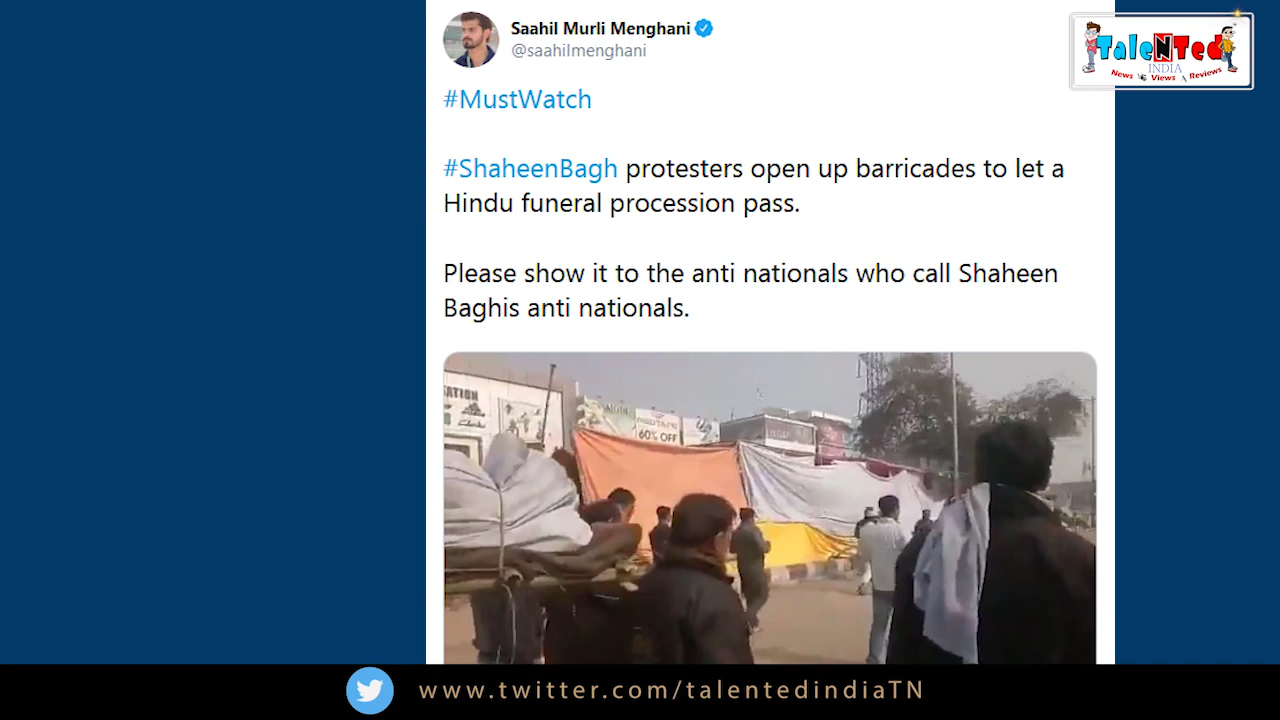 Saahil Murli Menghani
@saahilmenghani
TaleNTed
INDIA
News Views Reviews
#MustWatch
#ShaheenBagh protesters open up barricades to let a
Hindu funeral procession pass.
Please show it to the anti nationals who call Shaheen
Baghis anti nationals.
60% OFF
www.twitter.com/talentedindiaTN